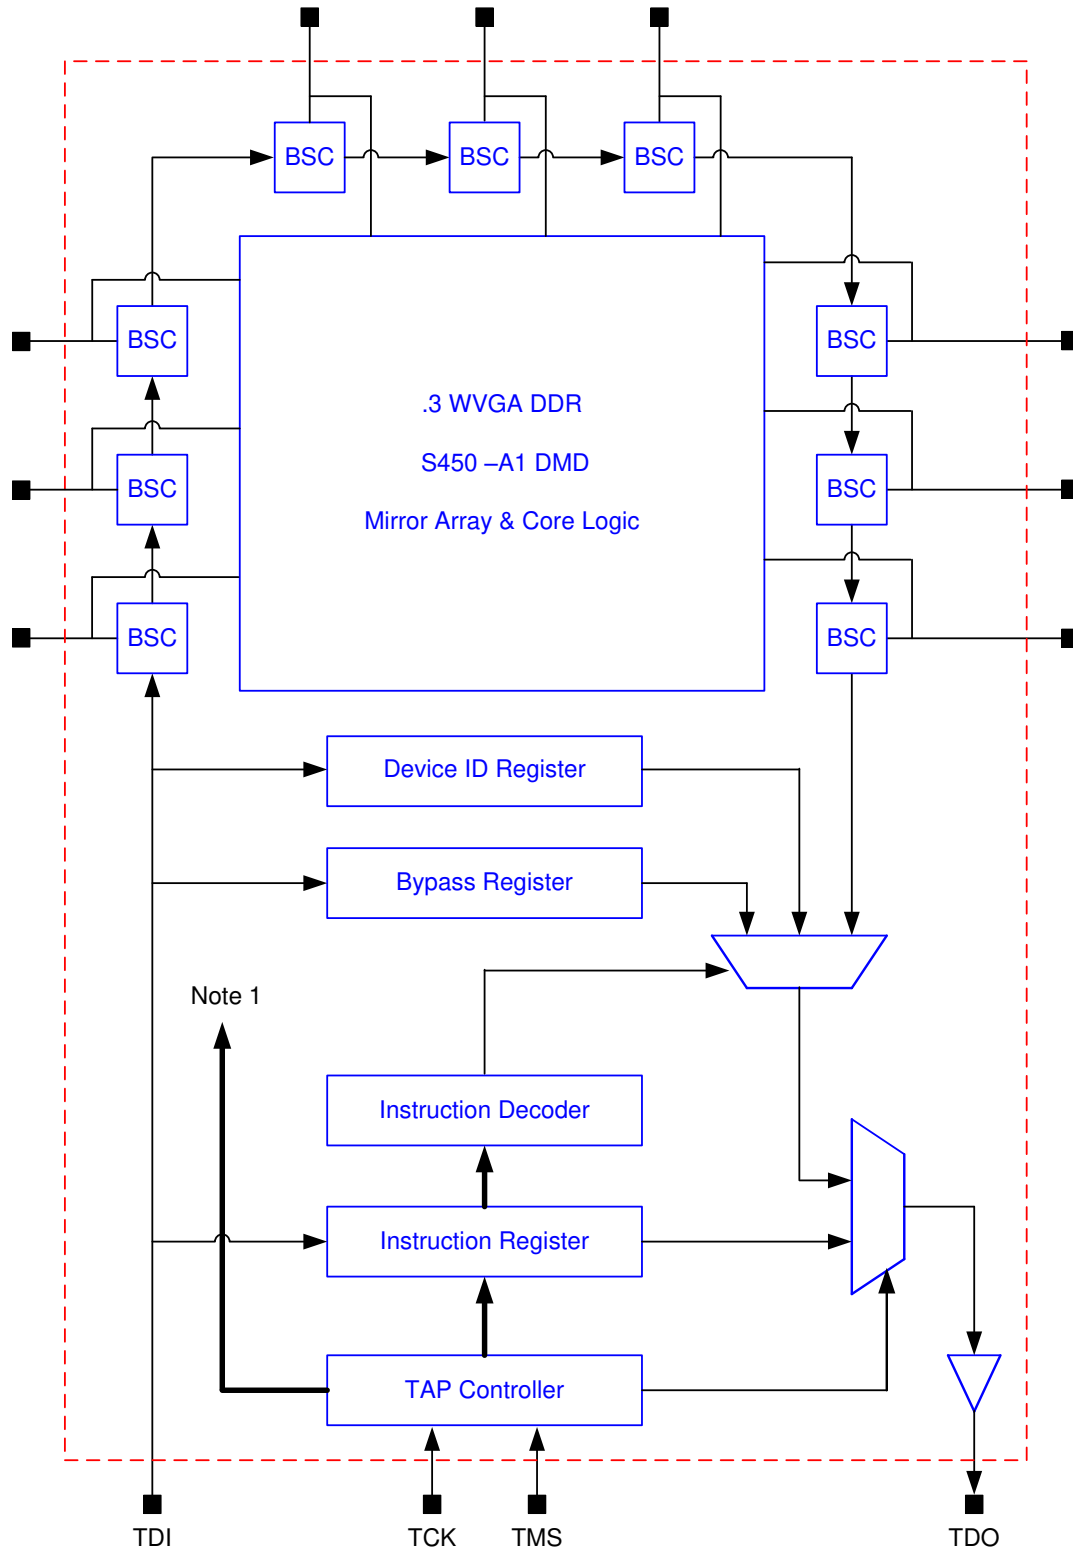 BSC
BSC
BSC
BSC
BSC
.3 WVGA DDR
S450 –A1 DMD
Mirror Array & Core Logic
BSC
BSC
BSC
BSC
Device ID Register
Bypass Register
Note 1
Instruction Decoder
Instruction Register
TAP Controller
TDI
TCK
TMS
TDO